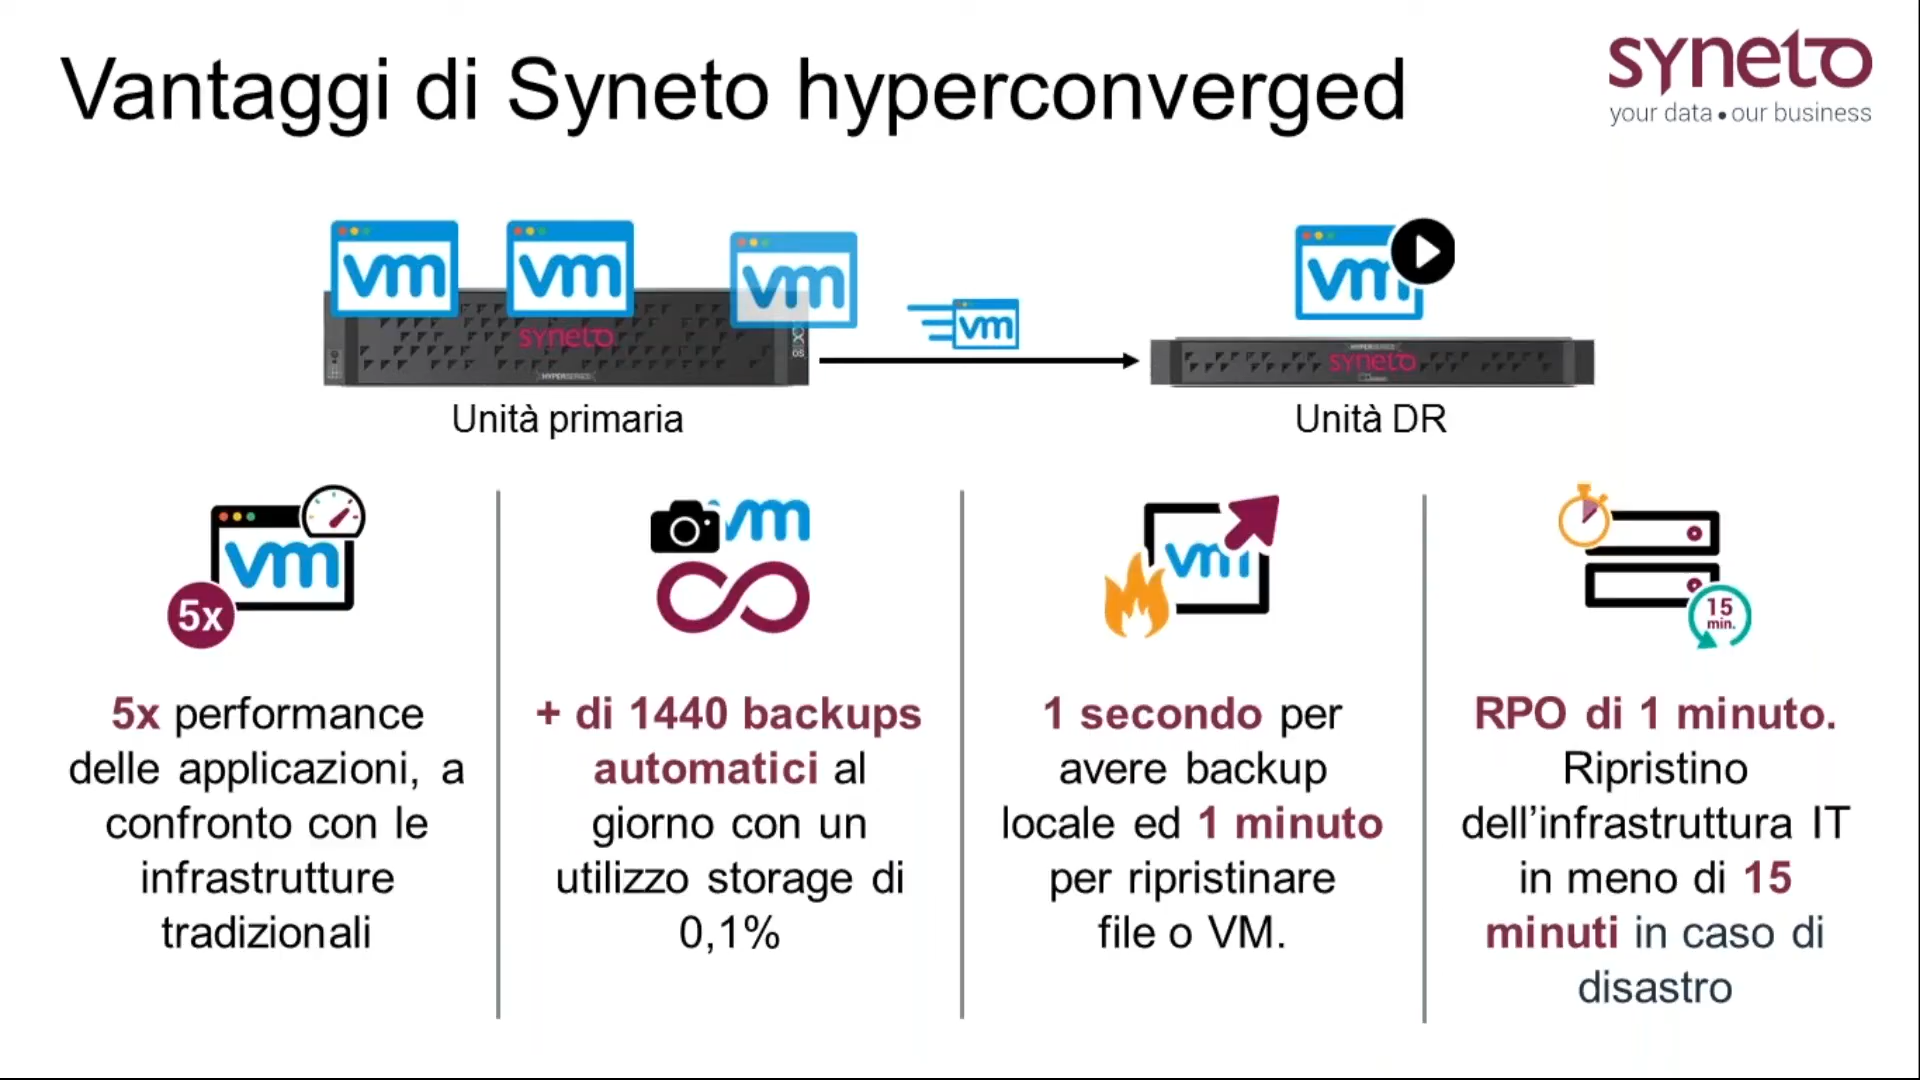 Vantaggi di Syneto hyperconverged
syneto
your data • our business
vm
vm
vm
vm
vm
syneto
HYPERSERIES
OS
HYPERSERIES
syneto
Unità primaria
Unità DR
vm
5x
vm
vm
15
min.
5x performance
delle applicazioni, a
confronto con le
infrastrutture
tradizionali
+ di 1440 backups
automatici al
giorno con un
utilizzo storage di
0,1%
1 secondo per
avere backup
locale ed 1 minuto
per ripristinare
file o VM.
RPO di 1 minuto.
Ripristino
dell’infrastruttura IT
in meno di 15
minuti in caso di
disastro